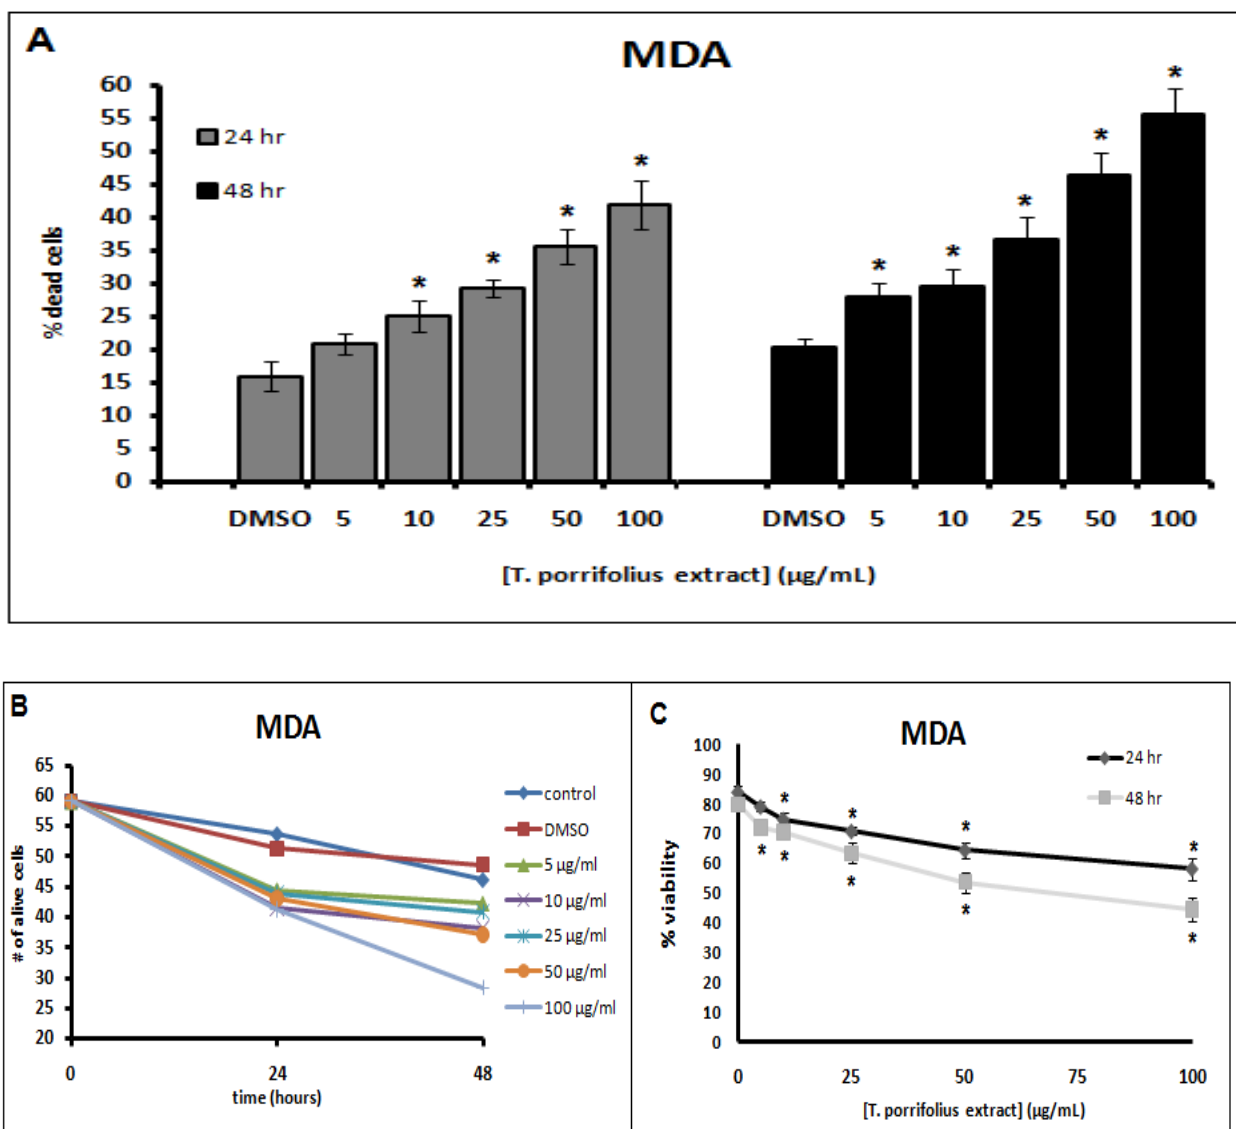 A
MDA
% dead cells
60
55
50
45
40
35
30
25
20
15
10
5
0
24 hr
48 hr
* * * *
* * * * *
DMSO 5 10 25 50 100 DMSO 5 10 25 50 100
[T. porrifolius extract] (µg/mL)
B
MDA
# of alive cells
65
60
55
50
45
40
35
30
25
20
0 24 48
time (hours)
control
DMSO
5 µg/ml
10 µg/ml
25 µg/ml
50 µg/ml
100 µg/ml
C
MDA
% viability
100
90
80
70
60
50
40
30
20
10
0
24 hr
48 hr
* * * *
* * * * *
0 25 50 75 100
[T. porrifolius extract] (µg/mL)